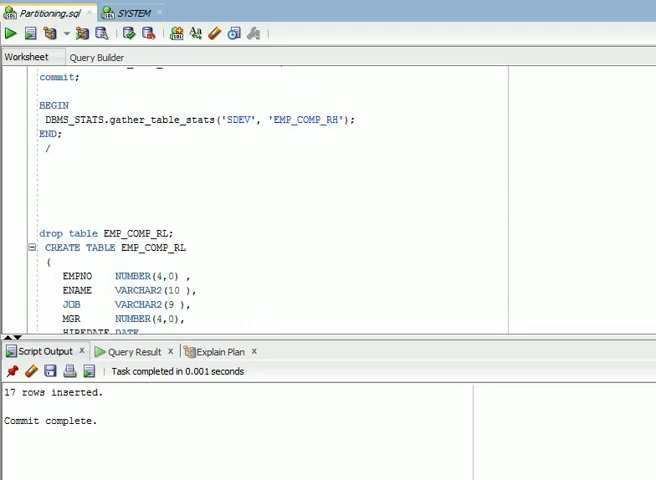 Partitioning.sql
SYSTEM
Worksheet
Query Builder
commit;
BEGIN
DBMS_STATS.gather_table_stats('SDEV', 'EMP_COMP_RH');
END;
/
drop table EMP_COMP_RL;
CREATE TABLE EMP_COMP_RL
(
EMPNO NUMBER(4,0) ,
ENAME VARCHAR2(10 ),
JOB VARCHAR2(9 ),
MGR NUMBER(4,0),
HIREDATE DATE
Script Output
Query Result
Explain Plan
Task completed in 0.001 seconds
17 rows inserted.
Commit complete.